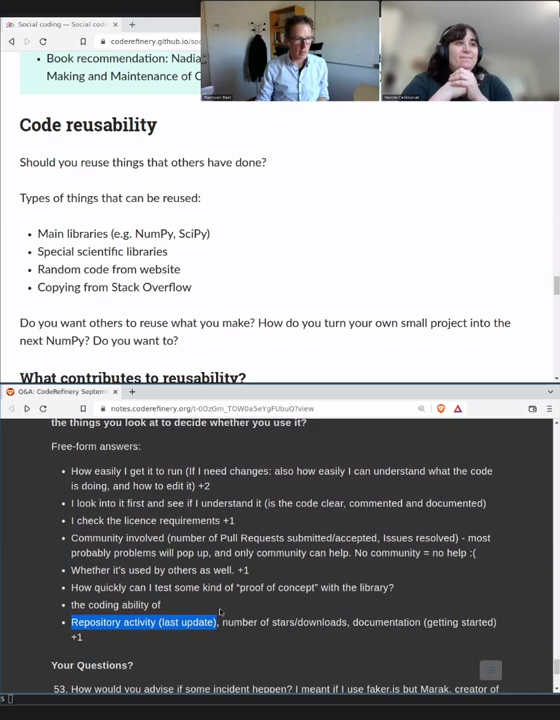 Social coding — Social code
coderefinery.github.io/so
• Book recommendation: Nadia
Making and Maintenance of O
Code reusability
Should you reuse things that others have done?
Types of things that can be reused:
• Main libraries (e.g. NumPy, SciPy)
• Special scientific libraries
• Random code from website
• Copying from Stack Overflow
Do you want others to reuse what you make? How do you turn your own small project into the
next NumPy? Do you want to?
What contributes to reusability?
Q&A: CodeRefinery Septem
notes.coderefinery.org/t-0OzGm_TOW0a5eYgFUbuQ?view
the things you look at to decide whether you use it?
Free-form answers:
• How easily I get it to run (If I need changes: also how easily I can understand what the code
is doing, and how to edit it) +2
• I look into it first and see if I understand it (is the code clear, commented and documented)
• I check the licence requirements +1
• Community involved (number of Pull Requests submitted/accepted, Issues resolved) - most
probably problems will pop up, and only community can help. No community = no help :(
• Whether it's used by others as well. +1
• How quickly can I test some kind of “proof of concept” with the library?
• the coding ability of
• Repository activity (last update), number of stars/downloads, documentation (getting started)
+1
Your Questions?
53. How would you advise if some incident heppen? I meant if I use faker.js but Marak, creator of
$